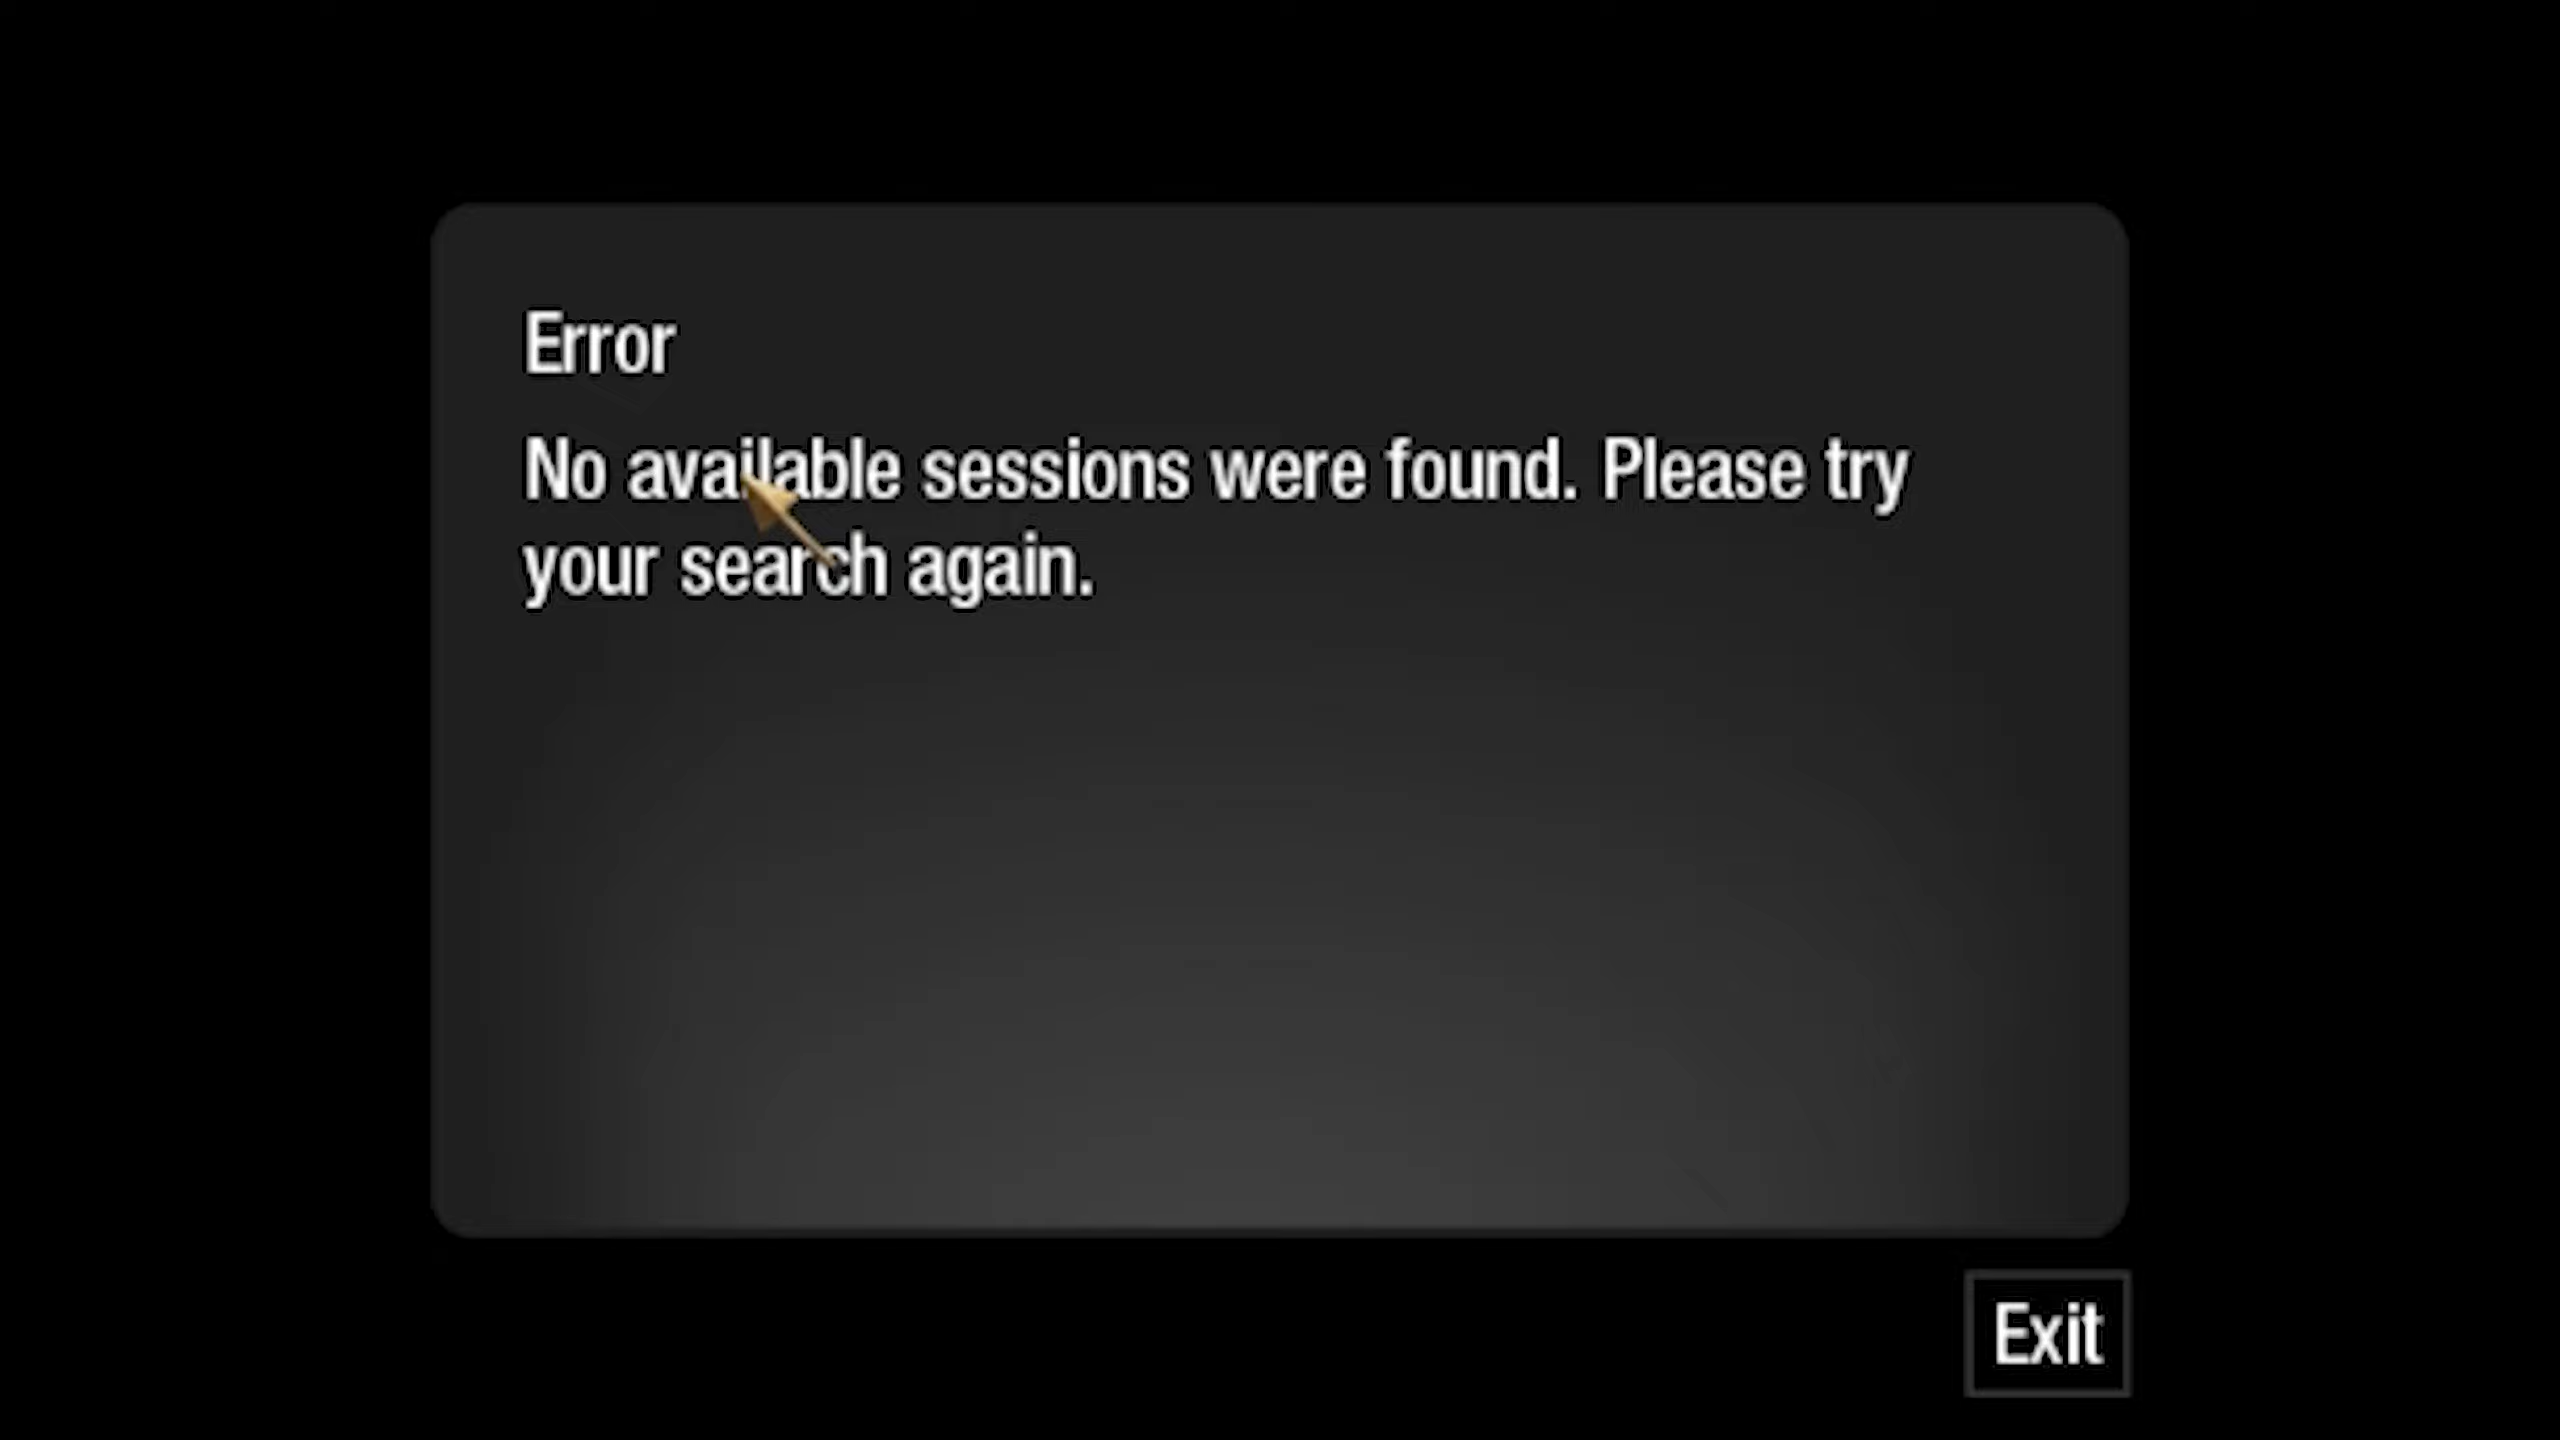 Error
No available sessions were found. Please try
your search again.
Exit